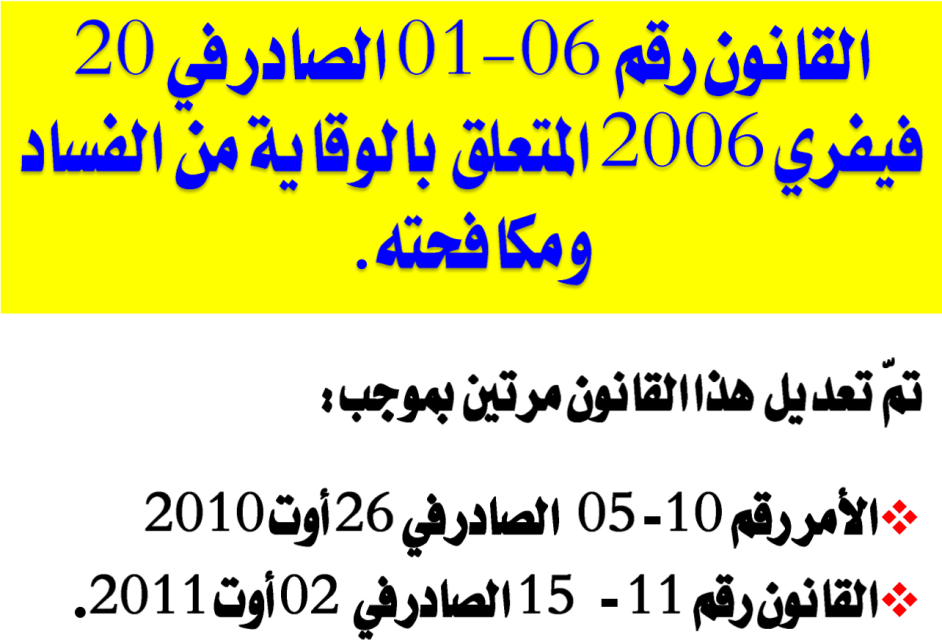 القانون رقم 06-01 الصادر في 20
فيفري 2006 المتعلق بالوقاية من الفساد
ومكافحته.
تمّ تعديل هذا القانون مرتين بموجب:
❖الأمر رقم 10-05 الصادر في 26 أوت 2010
❖القانون رقم 11- 15 الصادر في 02 أوت 2011.